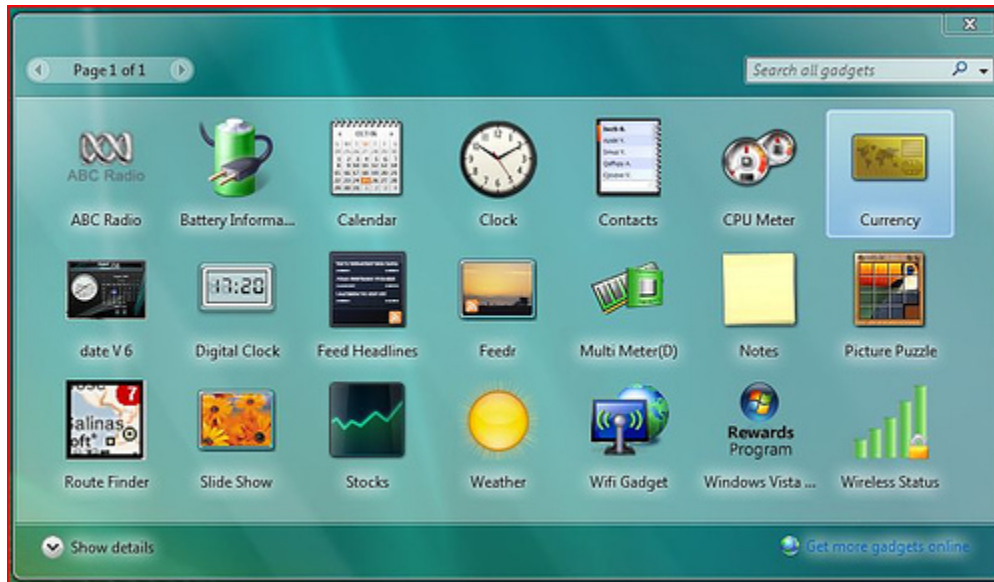 Page 1 of 1
Search all gadgets
ABC Radio
ABC Radio
Battery Informa...
Calendar
Clock
Contacts
CPU Meter
Currency
17:20
date V 6
Digital Clock
Feed Headlines
Feedr
Multi Meter(D)
Notes
Picture Puzzle
7
Salinas
Rewards
Program
Route Finder
Slide Show
Stocks
Weather
Wifi Gadget
Windows Vista ...
Wireless Status
Show details
Get more gadgets online